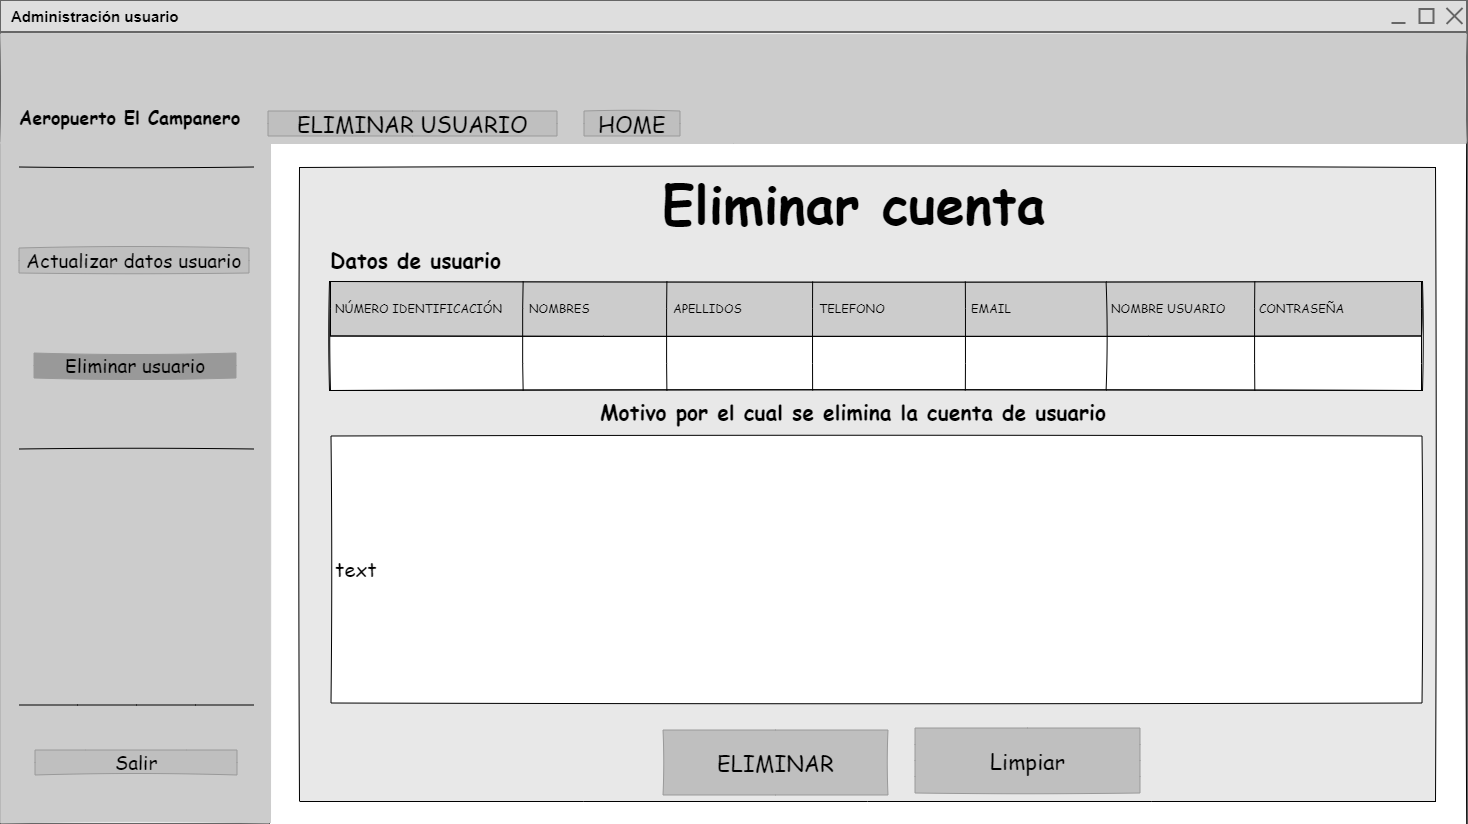 Administración usuario
Aeropuerto El Campanero
ELIMINAR USUARIO
HOME
Actualizar datos usuario
Eliminar usuario
Salir
Eliminar cuenta
Datos de usuario
NÚMERO IDENTIFICACIÓN NOMBRES APELLIDOS TELEFONO EMAIL NOMBRE USUARIO CONTRASEÑA
Motivo por el cual se elimina la cuenta de usuario
text
ELIMINAR
Limpiar